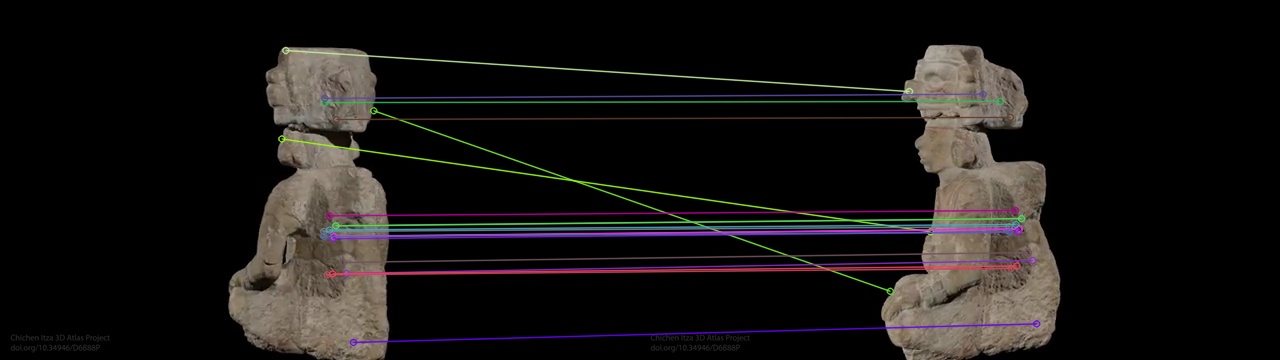 Chichen Itza 3D Atlas Project
doi.org/10.34946/D6B88P
Chichen Itza 3D Atlas Project
doi.org/10.34946/D6B88P